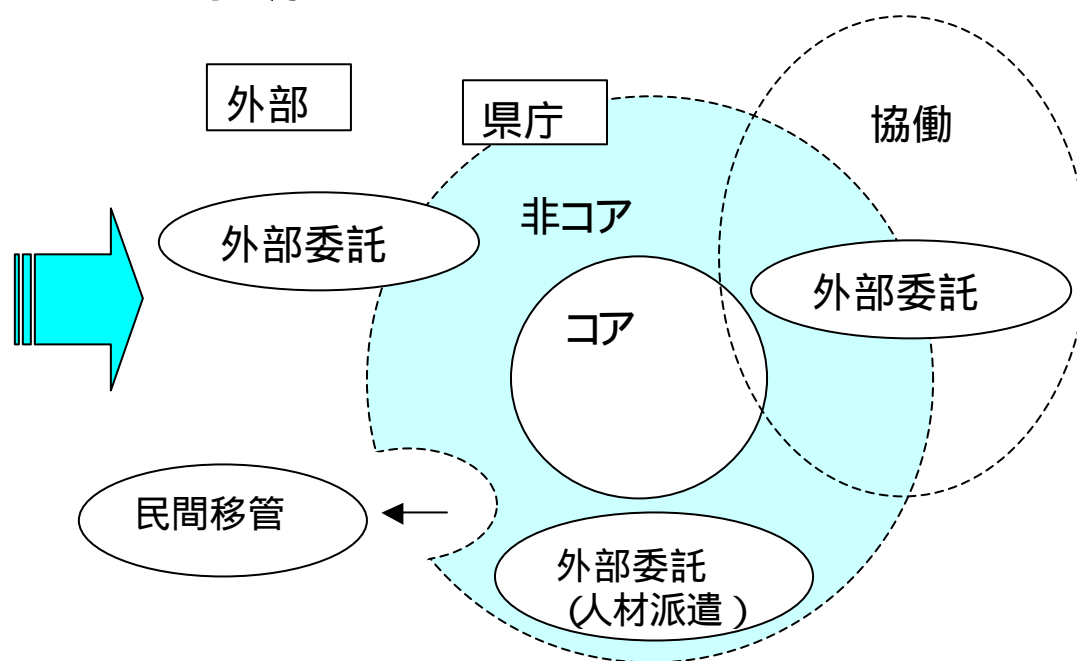 外部
県庁
協働
非コア
外部委託
外部委託
コア
民間移管
外部委託
(人材派遣)